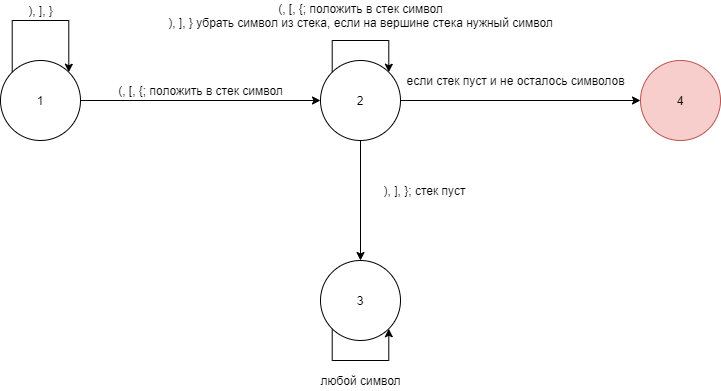 (, [, {; положить в стек символ
), ], } убрать символ из стека, если на вершине стека нужный символ
), ], }
если стек пуст и не осталось символов
(, [, {; положить в стек символ
1
2
4
), ], }; стек пуст
3
любой символ